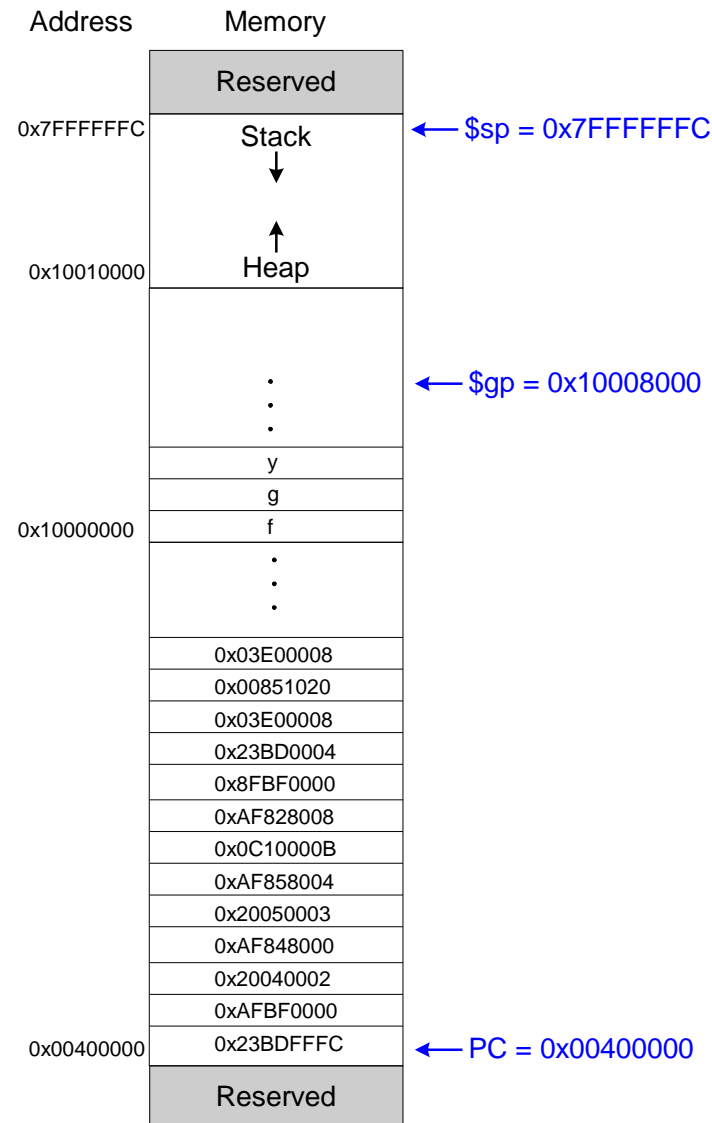 Address Memory
Reserved
0x7FFFFFFC Stack $sp = 0x7FFFFFFC
0x10010000 Heap
$gp = 0x10008000
y
g
0x10000000 f
0x03E00008
0x00851020
0x03E00008
0x23BD0004
0x8FBF0000
0xAF828008
0x0C10000B
0xAF858004
0x20050003
0xAF848000
0x20040002
0xAFBF0000
0x00400000 0x23BDFFFC PC = 0x00400000
Reserved